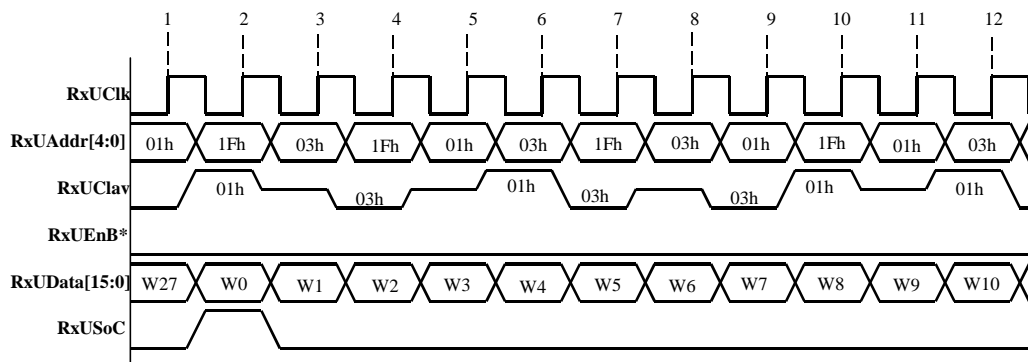 1 2 3 4 5 6 7 8 9 10 11 12
RxUClk
RxUAddr[4:0] 01h 1Fh 03h 1Fh 01h 03h 1Fh 03h 01h 1Fh 01h 03h
RxUClav 01h 03h 01h 03h 03h 01h 01h
RxUEnB*
RxUData[15:0] W27 W0 W1 W2 W3 W4 W5 W6 W7 W8 W9 W10
RxUSoC